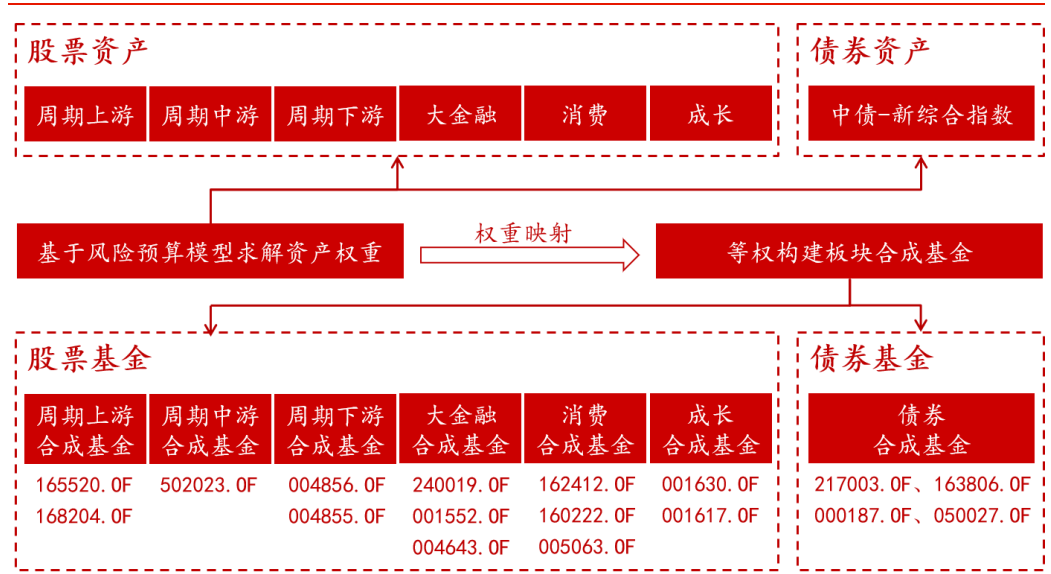 股票资产
债券资产
周期上游 周期中游 周期下游 大金融 消费 成长
中债-新综合指数
基于风险预算模型求解资产权重
权重映射
等权构建板块合成基金
股票基金
债券基金
周期上游 周期中游 周期下游 大金融 消费 成长 债券
合成基金 合成基金 合成基金 合成基金 合成基金 合成基金 合成基金
165520.OF 502023.OF 004856.OF 240019.OF 162412.OF 001630.OF 217003.OF、163806.OF
168204.OF 004855.OF 001552.OF 160222.OF 001617.OF 000187.OF、050027.OF
004643.OF 005063.OF